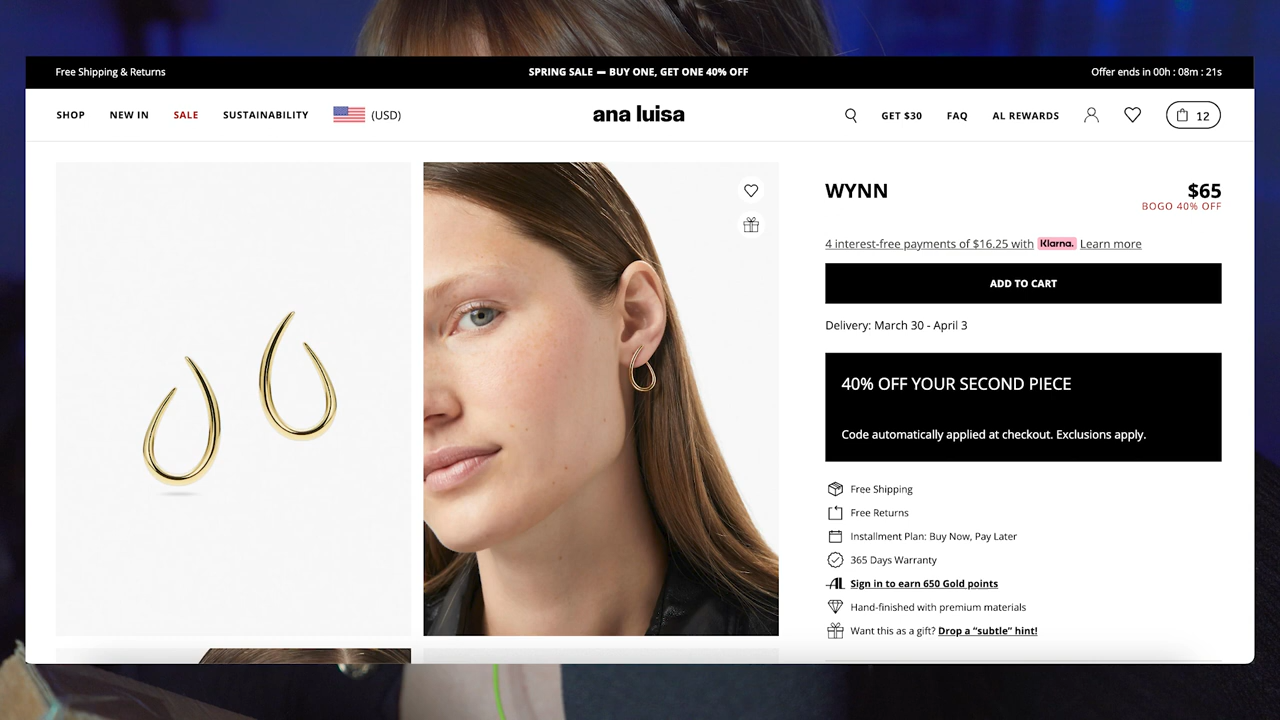 Free Shipping & Returns
SPRING SALE — BUY ONE, GET ONE 40% OFF
Offer ends in 00h : 08m : 21s
SHOP NEW IN SALE SUSTAINABILITY (USD)
ana luisa
GET $30 FAQ AL REWARDS 12
WYNN
$65
BOGO 40% OFF
4 interest-free payments of $16.25 with Klarna. Learn more
ADD TO CART
Delivery: March 30 - April 3
40% OFF YOUR SECOND PIECE
Code automatically applied at checkout. Exclusions apply.
Free Shipping
Free Returns
Installment Plan: Buy Now, Pay Later
365 Days Warranty
AL Sign in to earn 650 Gold points
Hand-finished with premium materials
Want this as a gift? Drop a “subtle” hint!